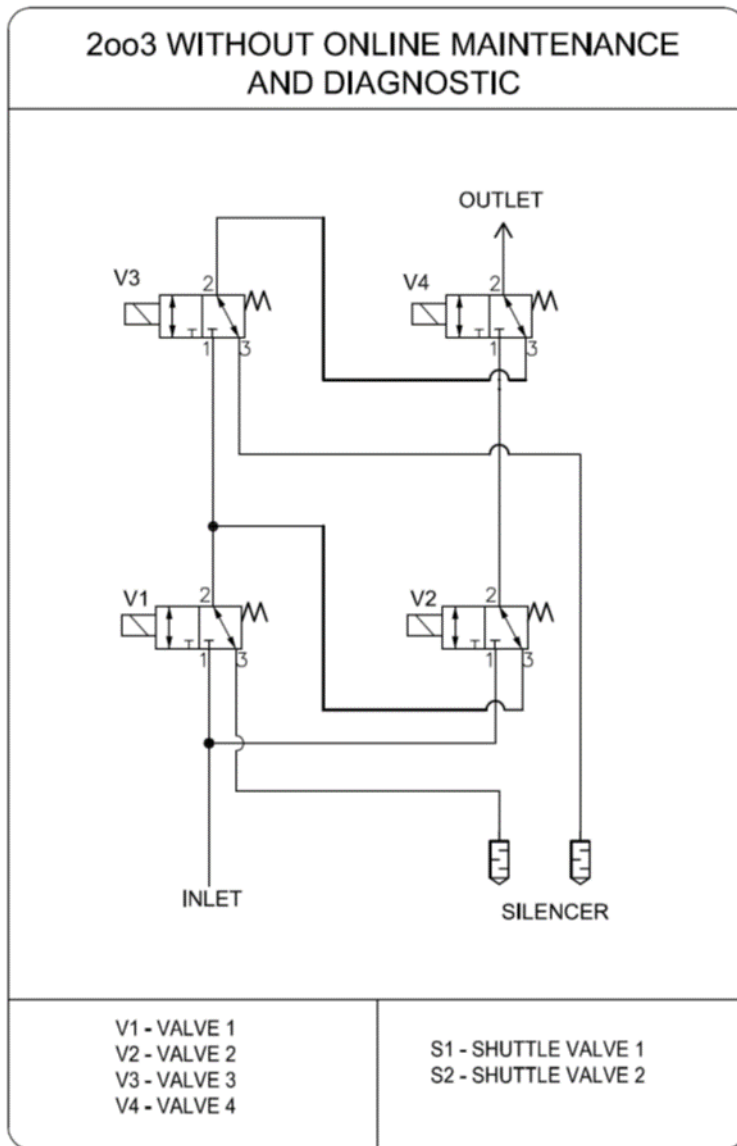 2oo3 WITHOUT ONLINE MAINTENANCE
AND DIAGNOSTIC
OUTLET
V3
2
1
3
V4
2
1
3
V1
2
1
3
V2
2
1
3
INLET
SILENCER
V1 - VALVE 1
V2 - VALVE 2
V3 - VALVE 3
V4 - VALVE 4
S1 - SHUTTLE VALVE 1
S2 - SHUTTLE VALVE 2